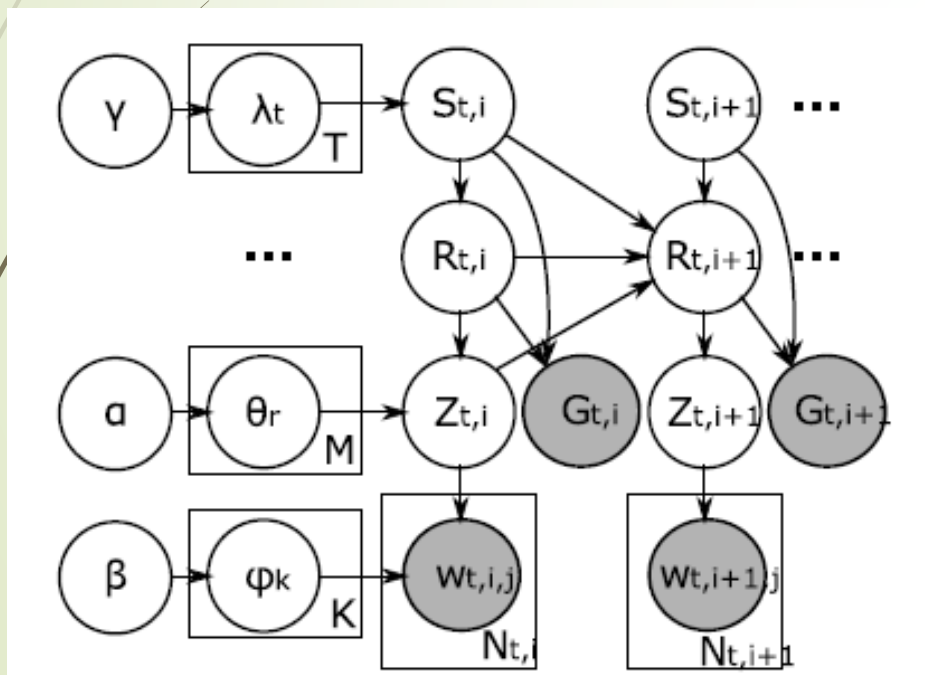 γ λt T St,i St,i+1 ...
... Rt,i Rt,i+1 ...
α θr M Zt,i Gt,i Zt,i+1 Gt,i+1
β φk K wt,i,j wt,i+1,j
Nt,i Nt,i+1